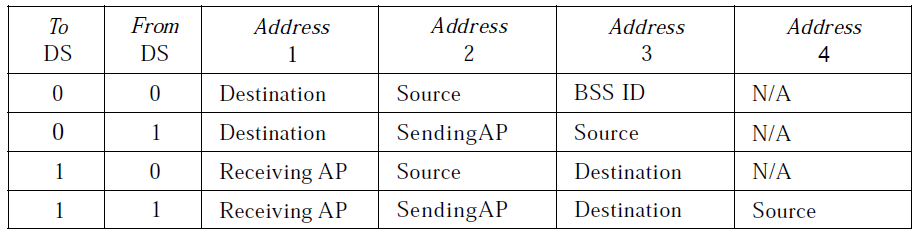 To DS From DS Address 1 Address 2 Address 3 Address 4
0 0 Destination Source BSS ID N/A
0 1 Destination SendingAP Source N/A
1 0 Receiving AP Source Destination N/A
1 1 Receiving AP SendingAP Destination Source